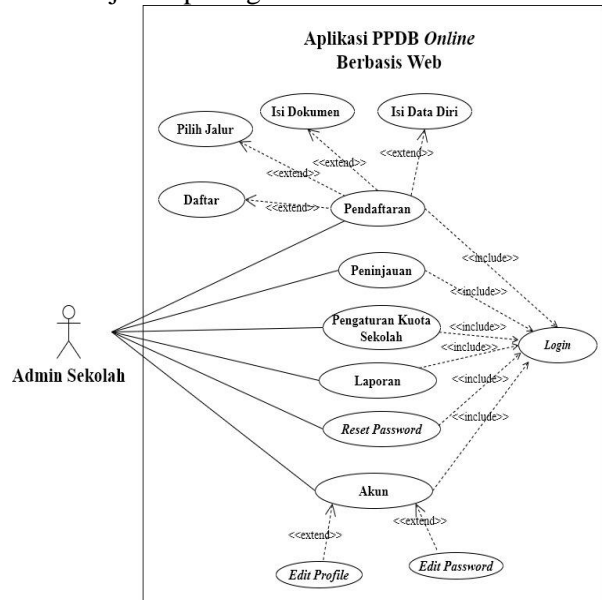 Aplikasi PPDB Online
Berbasis Web
Isi Dokumen
Isi Data Diri
Pilih Jalur
<<extend>>
<<extend>>
<<extend>>
Daftar
<<extend>>
Pendaftaran
<<include>>
Peninjauan
<<include>>
Pengaturan Kuota
Sekolah
<<include>>
<<include>>
Login
Admin Sekolah
Laporan
<<include>>
Reset Password
<<include>>
Akun
<<extend>>
<<extend>>
Edit Profile
Edit Password